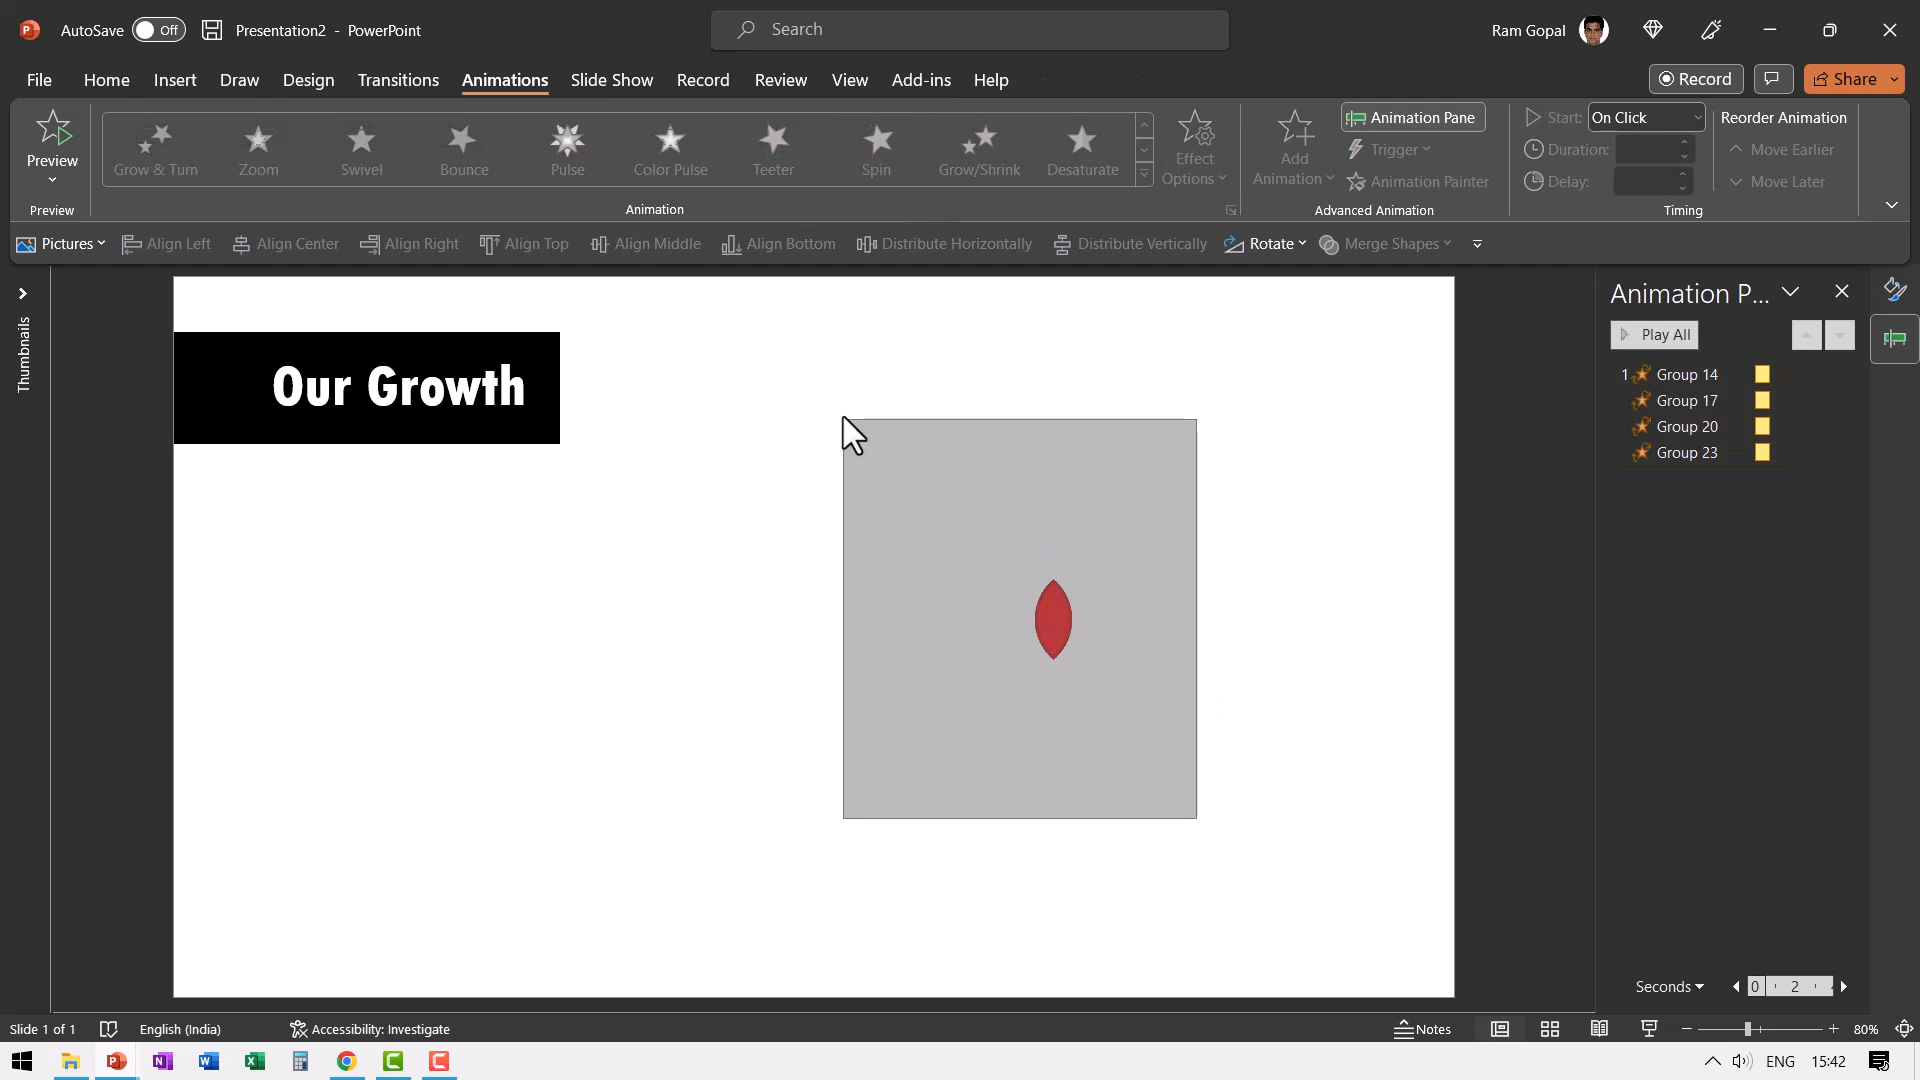 AutoSave Off Presentation2 - PowerPoint Search Ram Gopal
File Home Insert Draw Design Transitions Animations Slide Show Record Review View Add-ins Help Record Share
Preview
Preview
Grow & Turn Zoom Swivel Bounce Pulse Color Pulse Teeter Spin Grow/Shrink Desaturate
Animation
Effect
Options
Add
Animation
Animation Pane
Trigger
Animation Painter
Advanced Animation
Start: On Click
Duration:
Delay:
Timing
Reorder Animation
Move Earlier
Move Later
Pictures Align Left Align Center Align Right Align Top Align Middle Align Bottom Distribute Horizontally Distribute Vertically Rotate Merge Shapes
Thumbnails
Our Growth
Animation P...
Play All
1 Group 14
Group 17
Group 20
Group 23
Seconds 0 2
Slide 1 of 1 English (India) Accessibility: Investigate Notes 80%
ENG 15:42